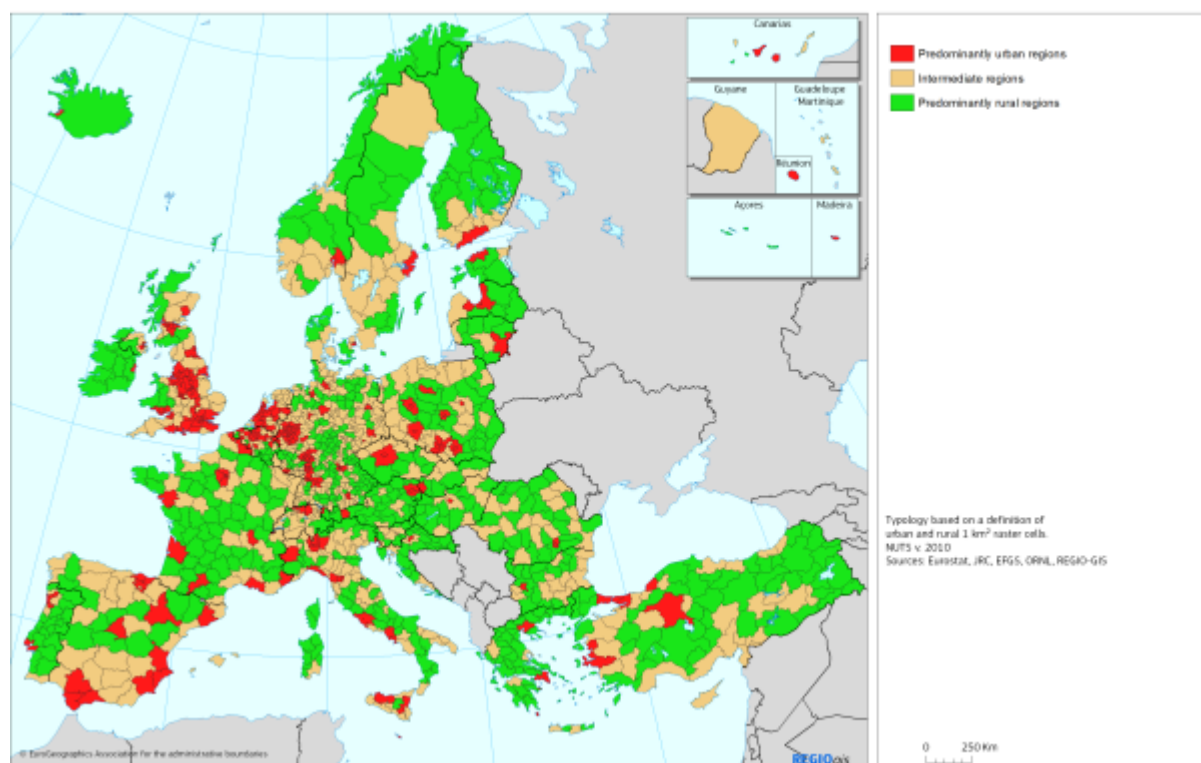 Canarias
Guyane
Guadeloupe
Martinique
Réunion
Açores
Madeira
Predominantly urban regions
Intermediate regions
Predominantly rural regions
Typology based on a definition of
urban and rural 1 km² raster cells.
NUTS v. 2010
Sources: Eurostat, JRC, EFGS, ORNL, REGIO-GIS
© EuroGeographics Association for the administrative boundaries
REGIOgis
0 250 Km